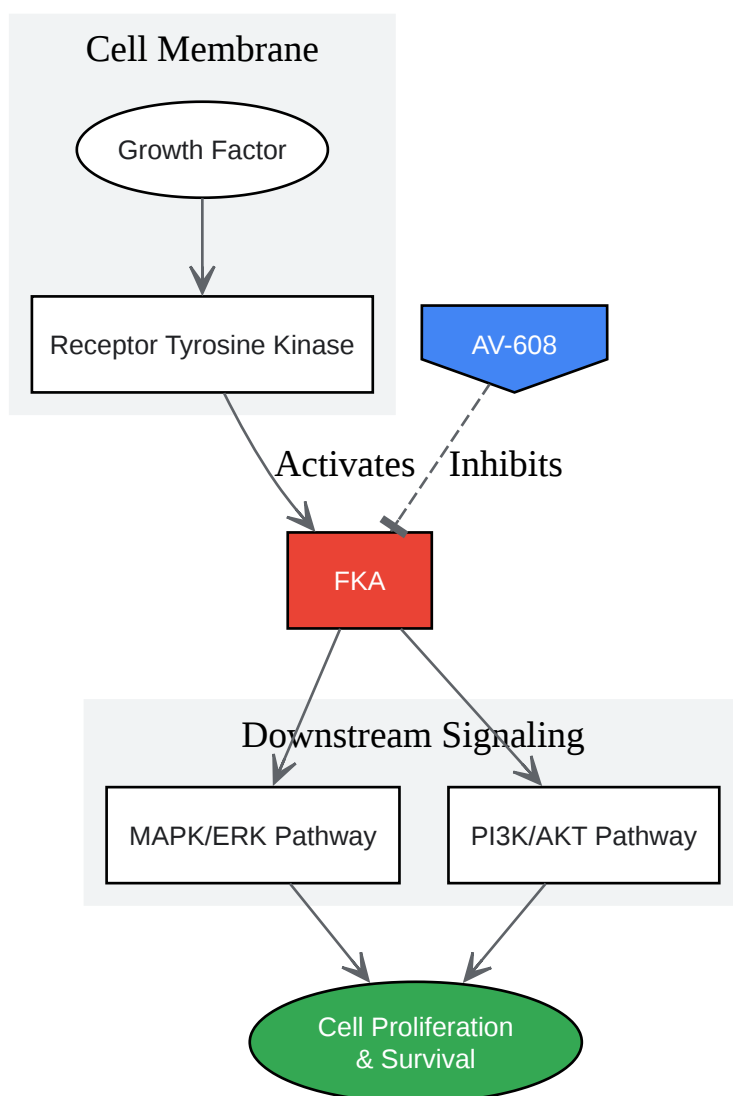 Cell Membrane
Growth Factor
Receptor Tyrosine Kinase
AV-608
Activates
Inhibits
FKA
Downstream Signaling
MAPK/ERK Pathway
PI3K/AKT Pathway
Cell Proliferation
& Survival